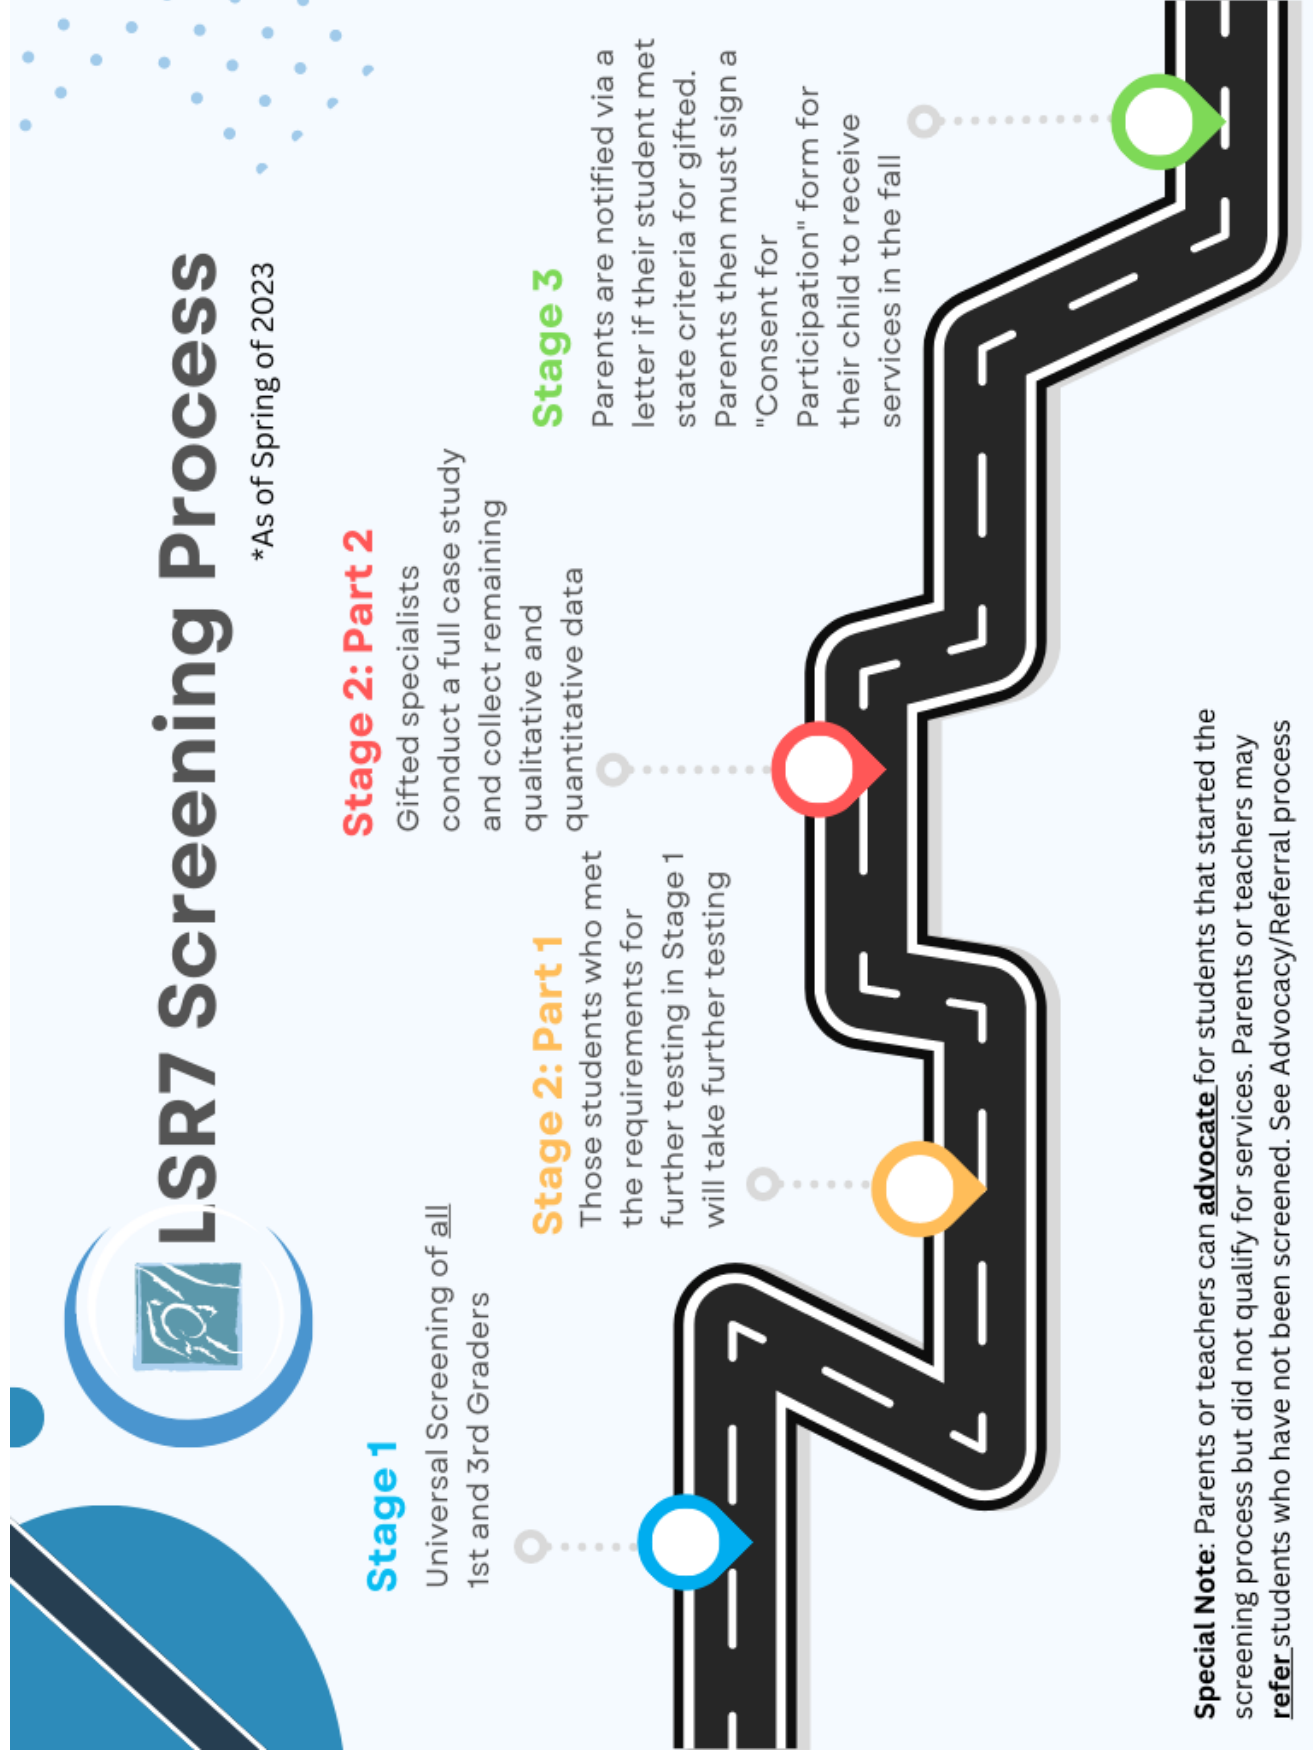 LSR7 Screening Process
*As of Spring of 2023
Stage 1
Universal Screening of all
1st and 3rd Graders
Stage 2: Part 1
Those students who met
the requirements for
further testing in Stage 1
will take further testing
Stage 2: Part 2
Gifted specialists
conduct a full case study
and collect remaining
qualitative and
quantitative data
Stage 3
Parents are notified via a
letter if their student met
state criteria for gifted.
Parents then must sign a
"Consent for
Participation" form for
their child to receive
services in the fall
Special Note: Parents or teachers can advocate for students that started the
screening process but did not qualify for services. Parents or teachers may
refer students who have not been screened. See Advocacy/Referral process